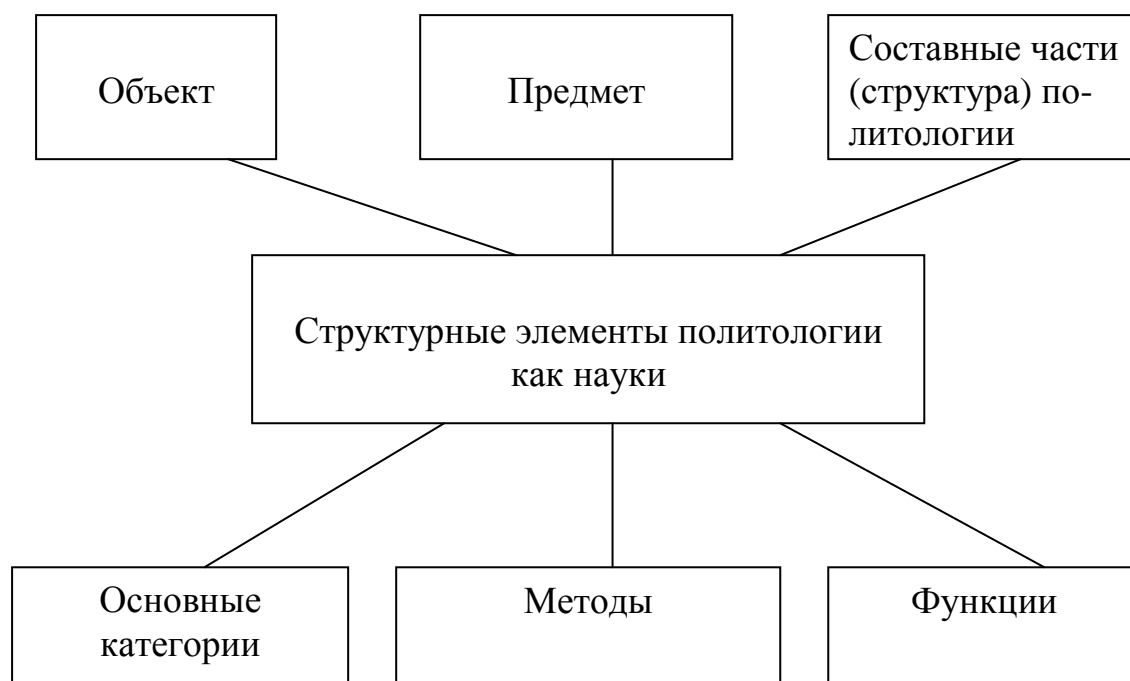 Объект
Предмет
Составные части
(структура) по-
литологии
Структурные элементы политологии
как науки
Основные
категории
Методы
Функции